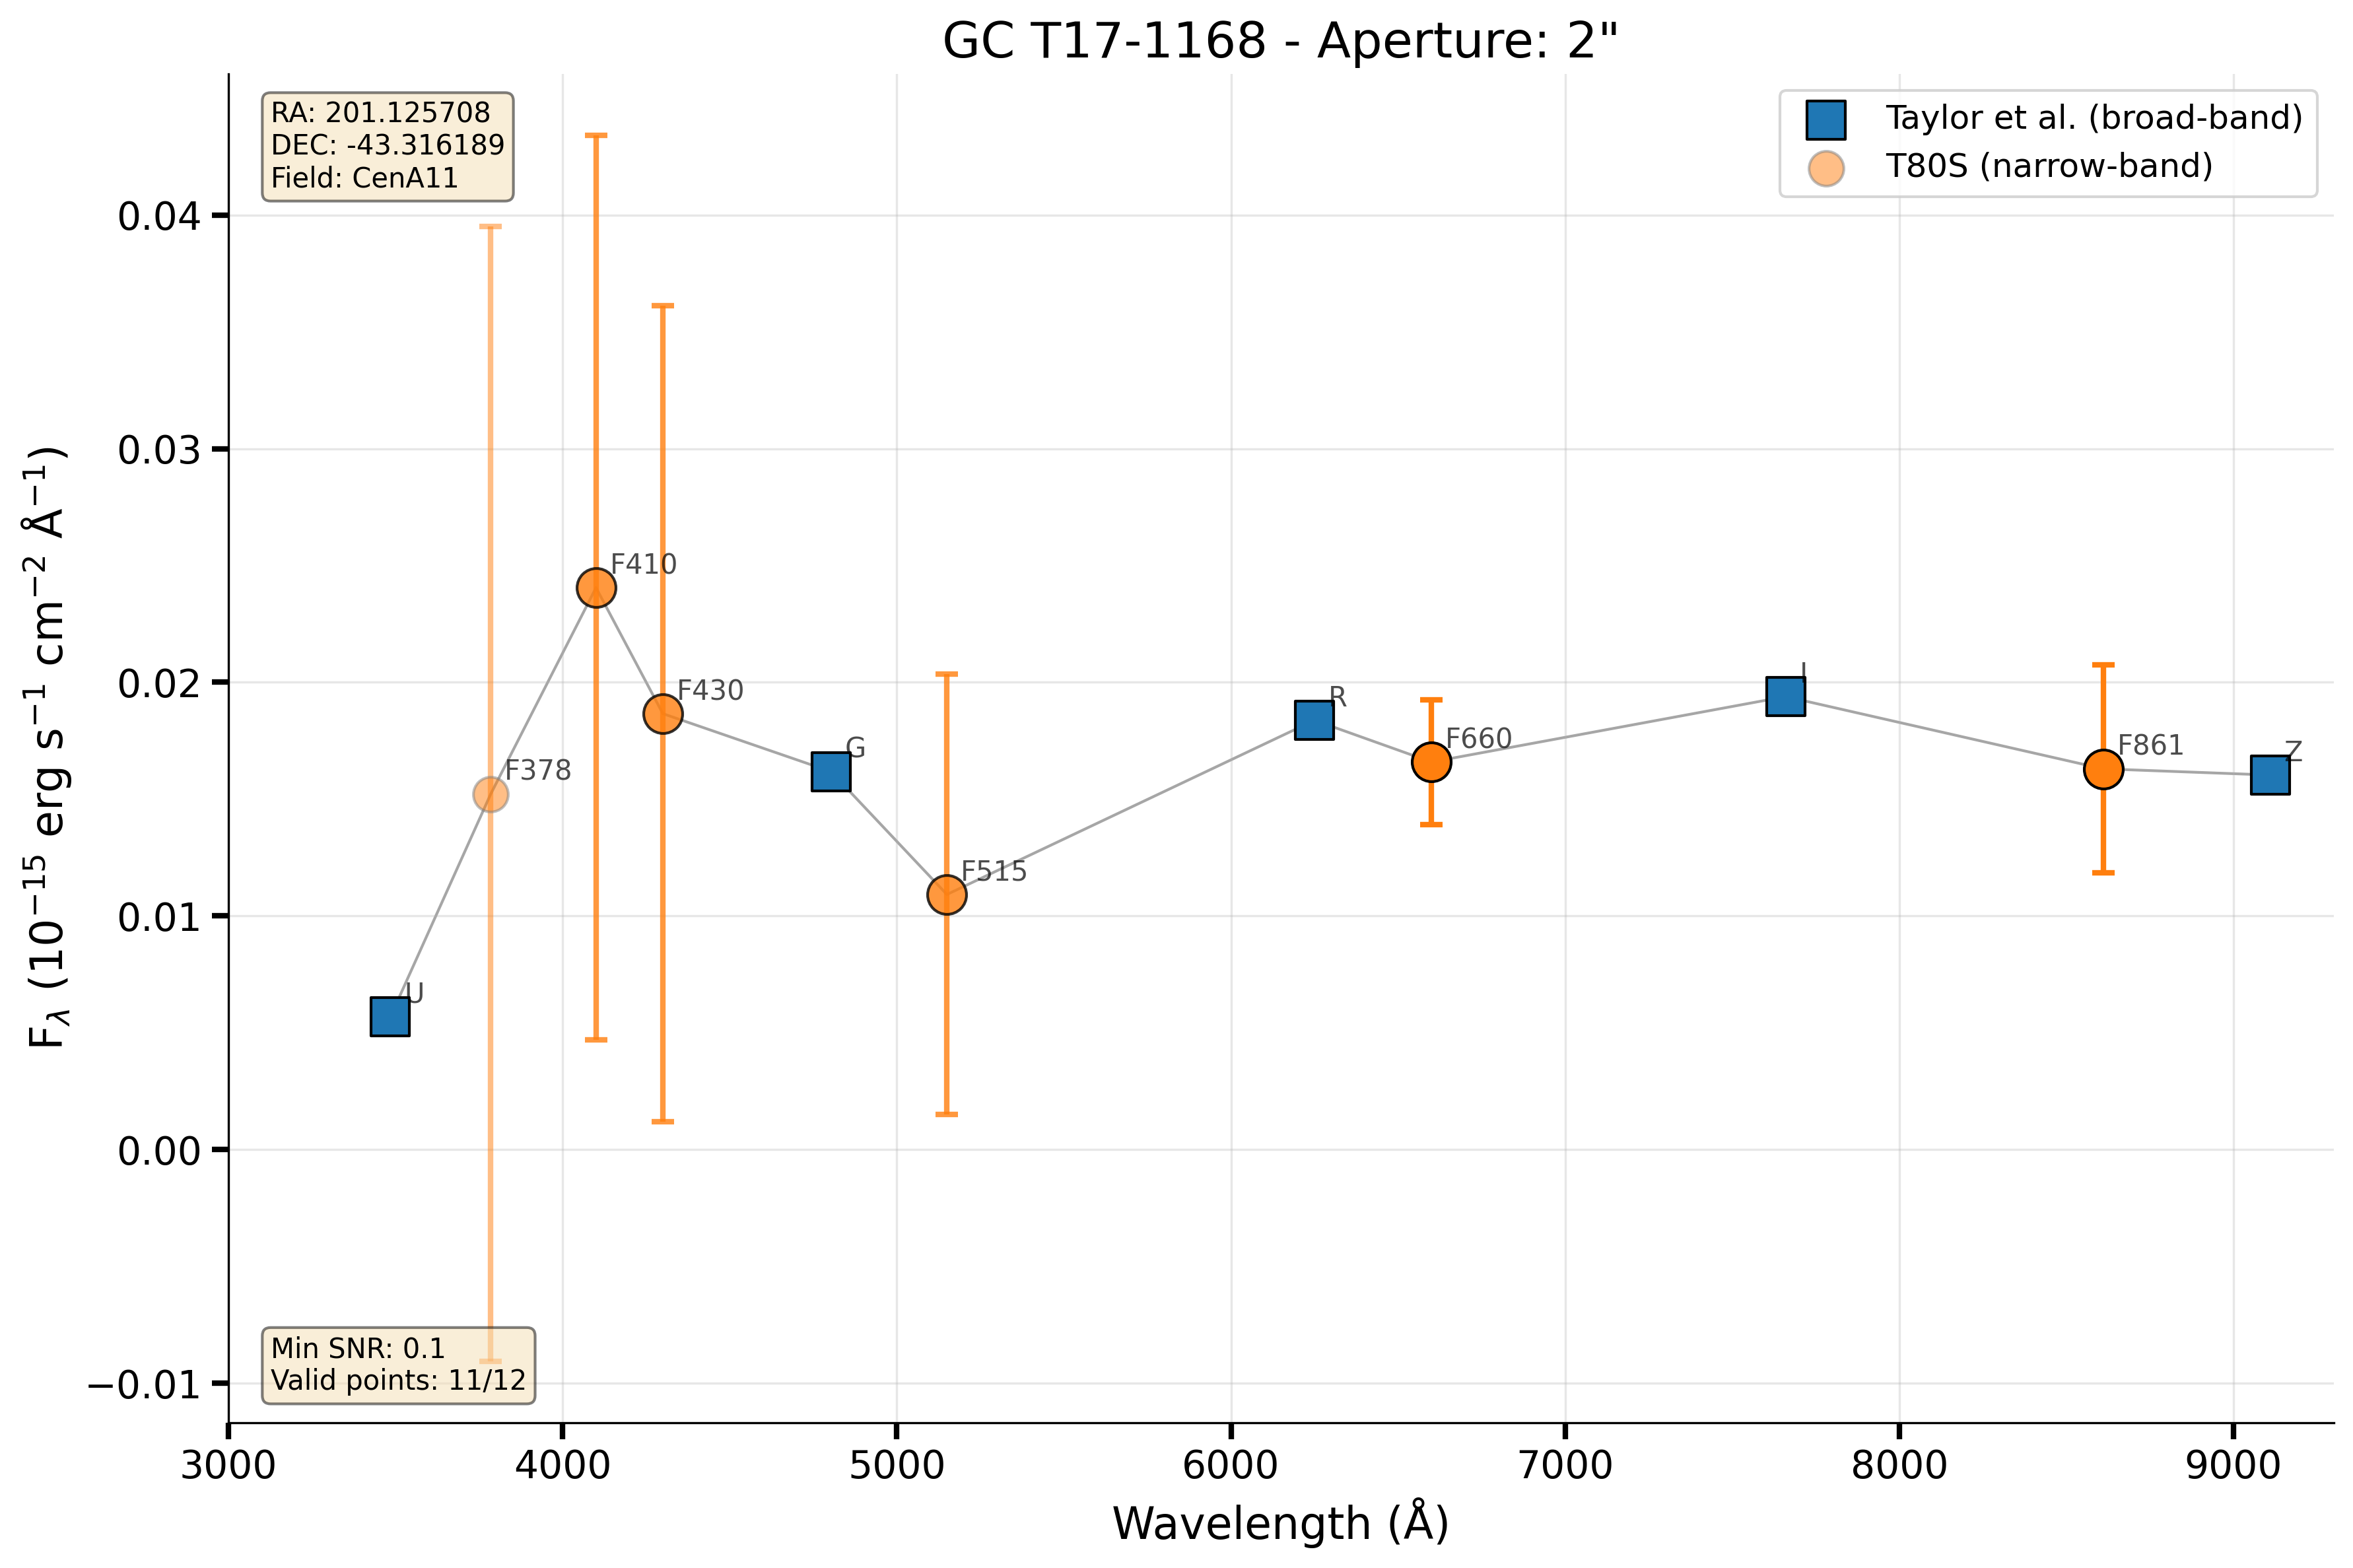 GC T17-1168 - Aperture: 2"
RA: 201.125708
DEC: -43.316189
Field: CenA11
Taylor et al. (broad-band)
T80S (narrow-band)
F_λ (10⁻¹⁵ erg s⁻¹ cm⁻² Å⁻¹)
0.04
0.03
0.02
0.01
0.00
−0.01
U
F378
F410
F430
G
F515
R
F660
I
F861
Z
Min SNR: 0.1
Valid points: 11/12
3000
4000
5000
6000
7000
8000
9000
Wavelength (Å)